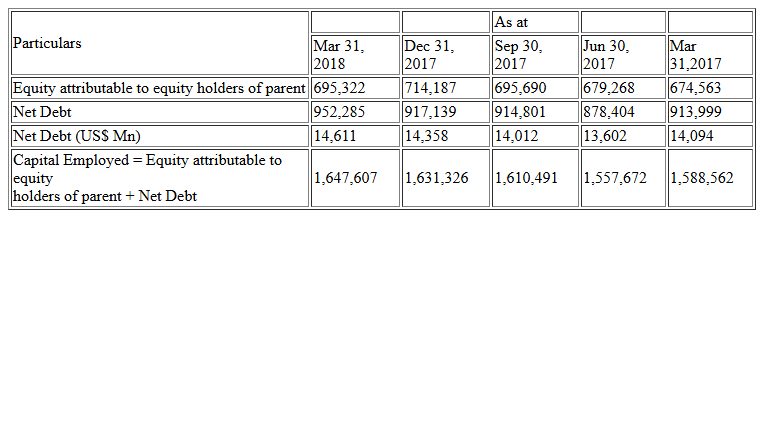 Particulars As at
Mar 31, 2018 Dec 31, 2017 Sep 30, 2017 Jun 30, 2017 Mar 31,2017
Equity attributable to equity holders of parent 695,322 714,187 695,690 679,268 674,563
Net Debt 952,285 917,139 914,801 878,404 913,999
Net Debt (US$ Mn) 14,611 14,358 14,012 13,602 14,094
Capital Employed = Equity attributable to
equity
holders of parent + Net Debt 1,647,607 1,631,326 1,610,491 1,557,672 1,588,562